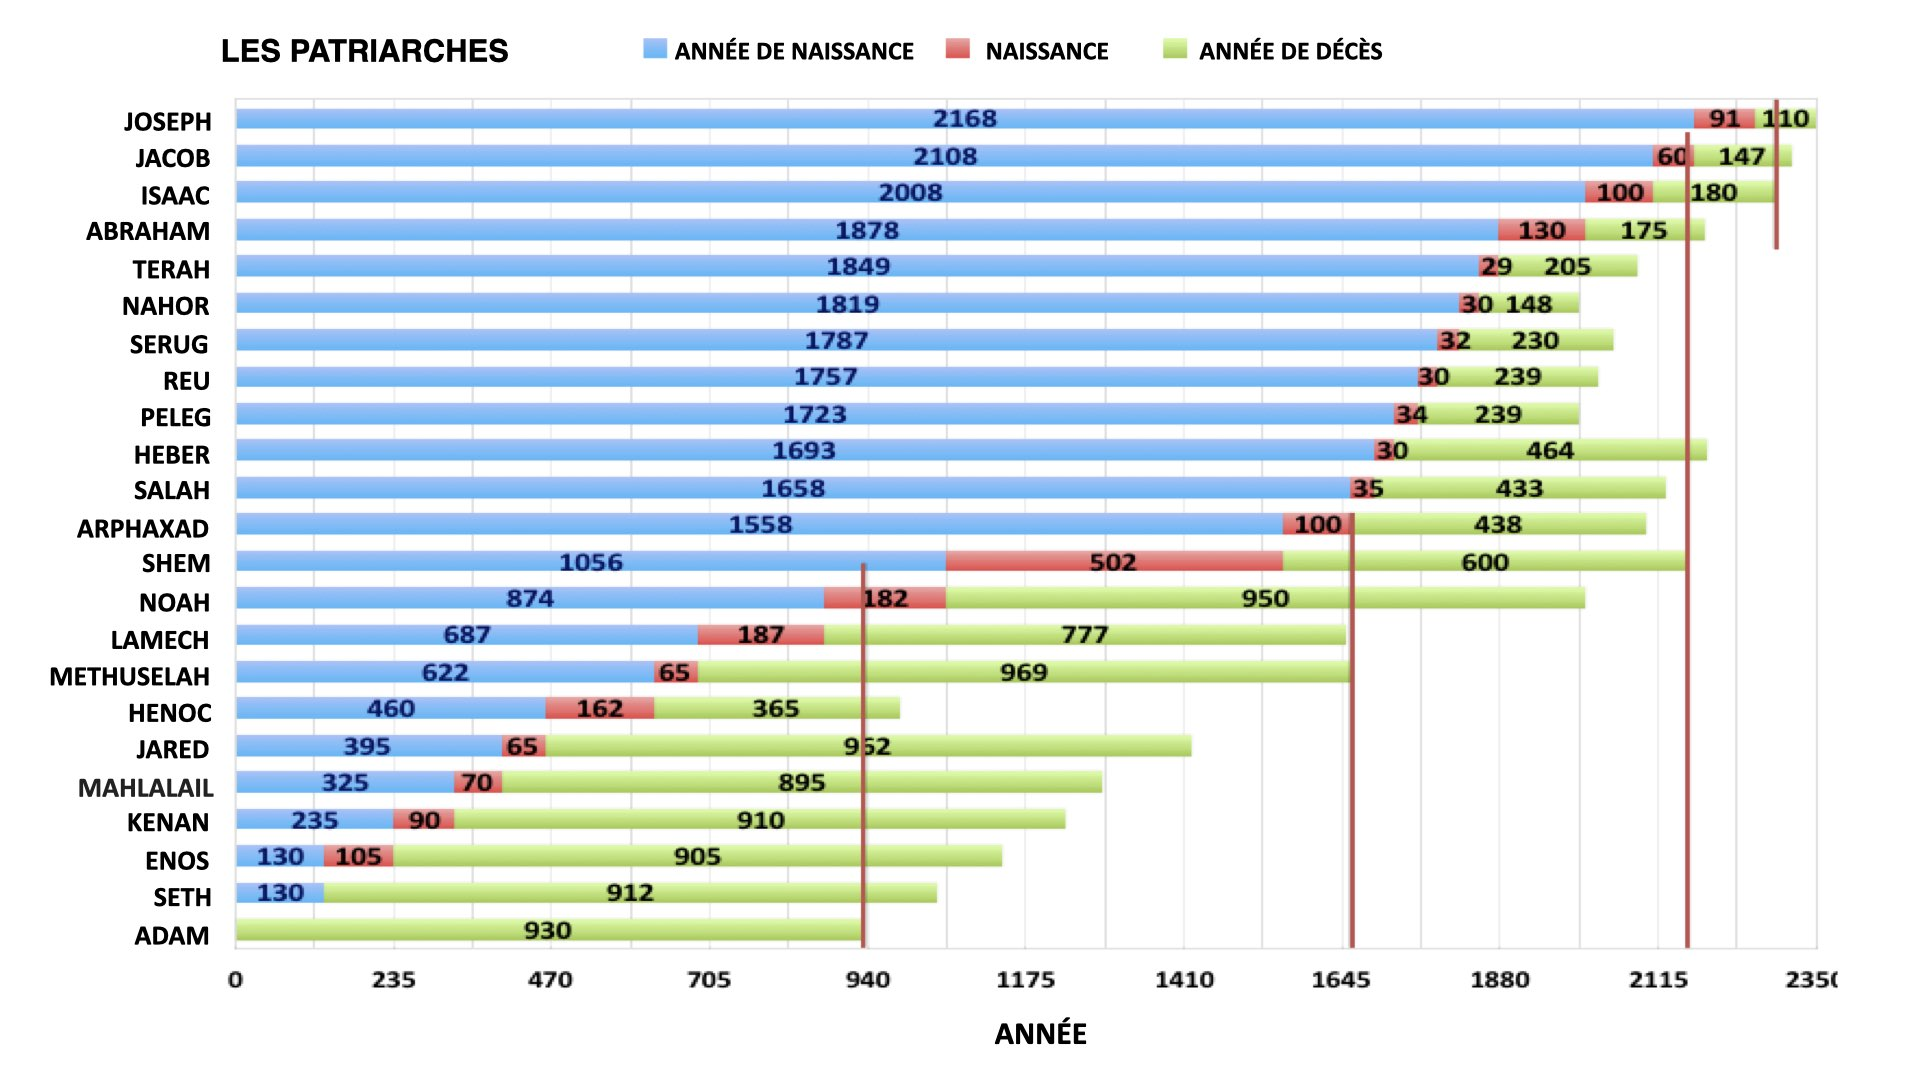 LES PATRIARCHES ANNÉE DE NAISSANCE NAISSANCE ANNÉE DE DÉCÈS
JOSEPH 2168 91 110
JACOB 2108 60 147
ISAAC 2008 100 180
ABRAHAM 1878 130 175
TERAH 1849 29 205
NAHOR 1819 30 148
SERUG 1787 32 230
REU 1757 30 239
PELEG 1723 34 239
HEBER 1693 30 464
SALAH 1658 35 433
ARPHAXAD 1558 100 438
SHEM 1056 502 600
NOAH 874 182 950
LAMECH 687 187 777
METHUSELAH 622 65 969
HENOC 460 162 365
JARED 395 65 962
MAHLALAIL 325 70 895
KENAN 235 90 910
ENOS 130 105 905
SETH 130 912
ADAM 930
0 235 470 705 940 1175 1410 1645 1880 2115 2350
ANNÉE